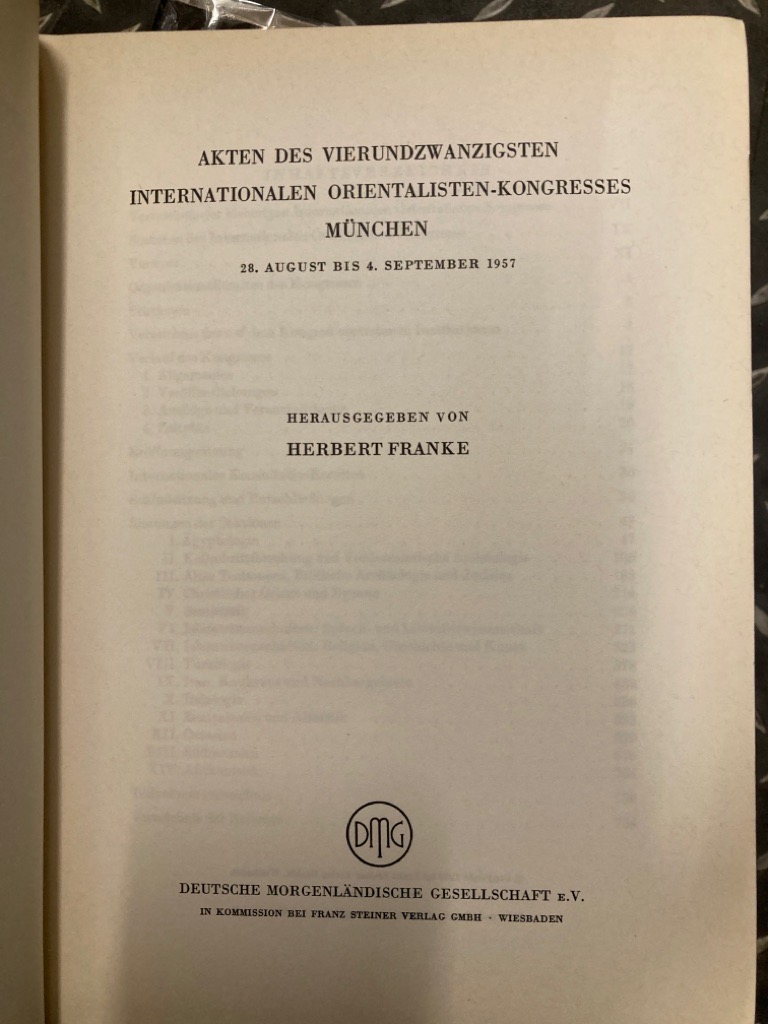 AKTEN DES VIERUNDZWANZIGSTEN
INTERNATIONALEN ORIENTALISTEN-KONGRESSES
MÜNCHEN
28. AUGUST BIS 4. SEPTEMBER 1957
HERAUSGEGEBEN VON
HERBERT FRANKE
DMG
DEUTSCHE MORGENLÄNDISCHE GESELLSCHAFT E.V.
IN KOMMISSION BEI FRANZ STEINER VERLAG GMBH · WIESBADEN